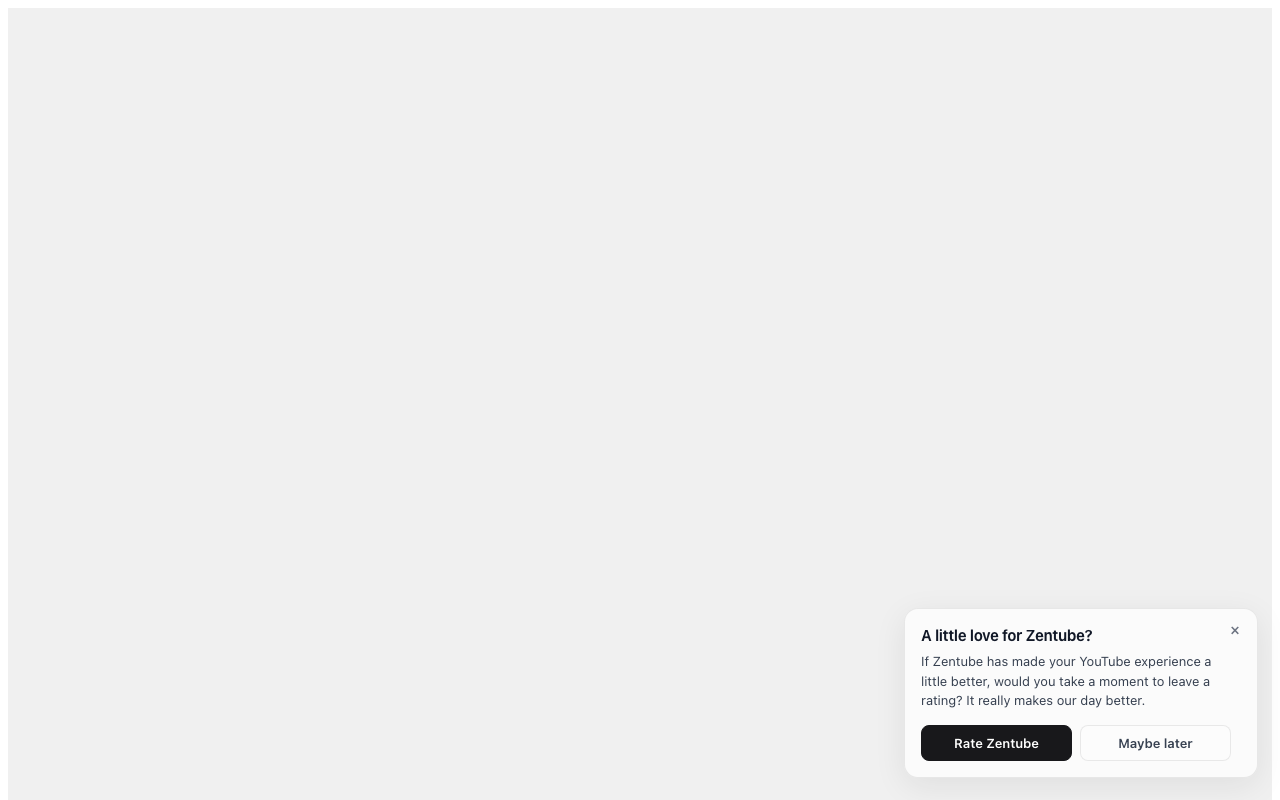 A little love for Zentube?
×
If Zentube has made your YouTube experience a
little better, would you take a moment to leave a
rating? It really makes our day better.
Rate Zentube
Maybe later